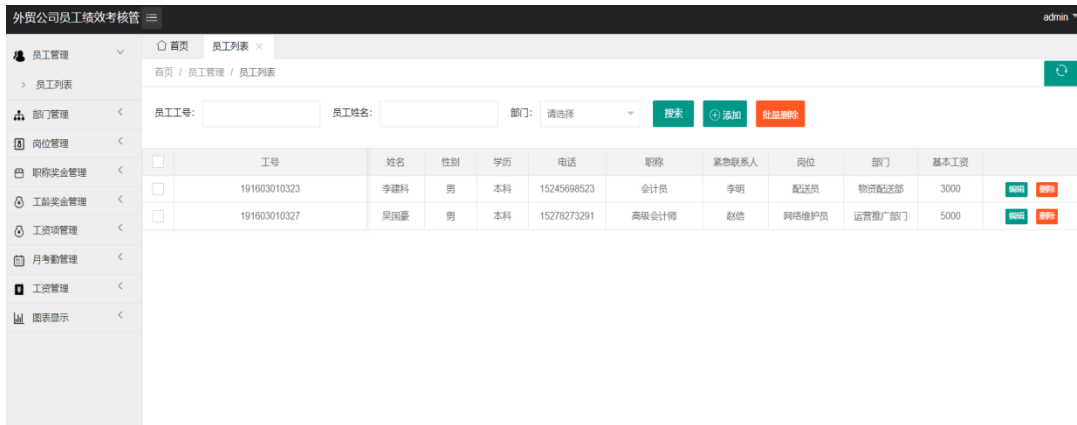 外贸公司员工绩效考核管
admin
员工管理
首页 员工列表
首页 / 员工管理 / 员工列表
员工列表
部门管理
员工工号: 员工姓名: 部门: 请选择 搜索 添加 批量删除
岗位管理
工号 姓名 性别 学历 电话 职称 紧急联系人 岗位 部门 基本工资
职称奖金管理
191603010323 李建科 男 本科 15245698523 会计员 李明 配送员 物资配送部 3000 编辑 删除
工龄奖金管理
191603010327 吴国豪 男 本科 15278273291 高级会计师 赵信 网络维护员 运营推广部门 5000 编辑 删除
工资项管理
月考勤管理
工资管理
图表显示